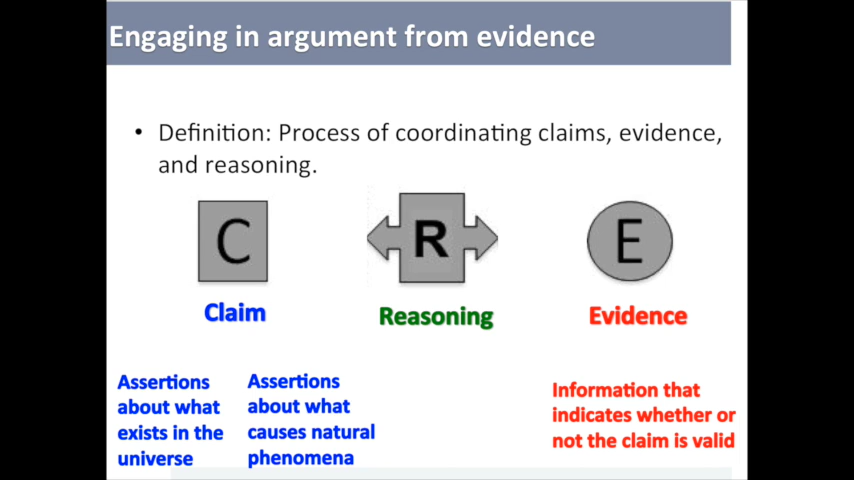 Engaging in argument from evidence
• Definition: Process of coordinating claims, evidence,
and reasoning.
C
R
E
Claim
Reasoning
Evidence
Assertions
about what
exists in the
universe
Assertions
about what
causes natural
phenomena
Information that
indicates whether or
not the claim is valid